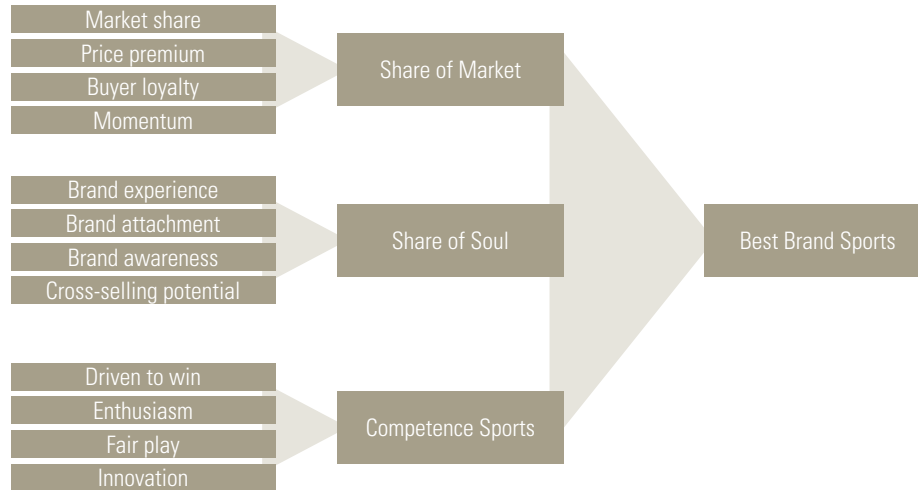 Market share
Price premium
Buyer loyalty
Momentum
Share of Market
Brand experience
Brand attachment
Brand awareness
Cross-selling potential
Share of Soul
Best Brand Sports
Driven to win
Enthusiasm
Fair play
Innovation
Competence Sports